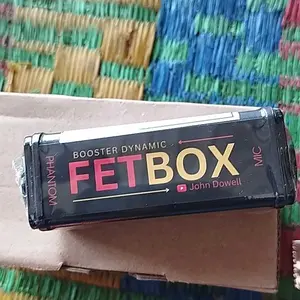 BOOSTER DYNAMIC
PHANTOM
FETBOX
MIC
John Dowell